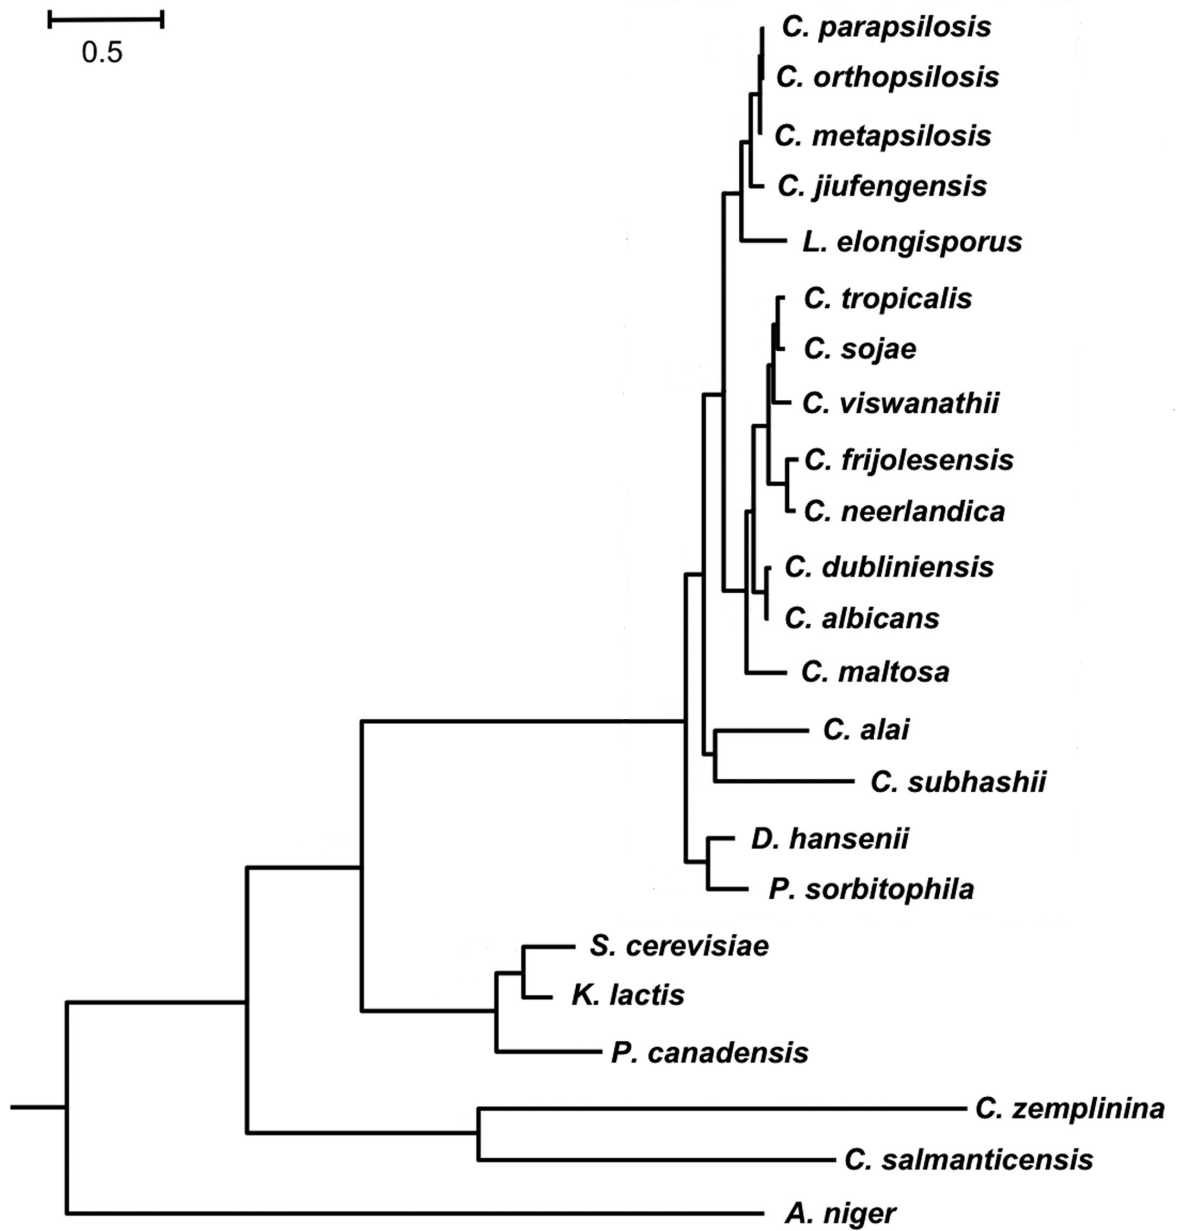 0.5
C. parapsilosis
C. orthopsilosis
C. metapsilosis
C. jiufengensis
L. elongisporus
C. tropicalis
C. sojae
C. viswanathii
C. frijolesensis
C. neerlandica
C. dubliniensis
C. albicans
C. maltosa
C. alai
C. subhashii
D. hansenii
P. sorbitophila
S. cerevisiae
K. lactis
P. canadensis
C. zemplinina
C. salmanticensis
A. niger